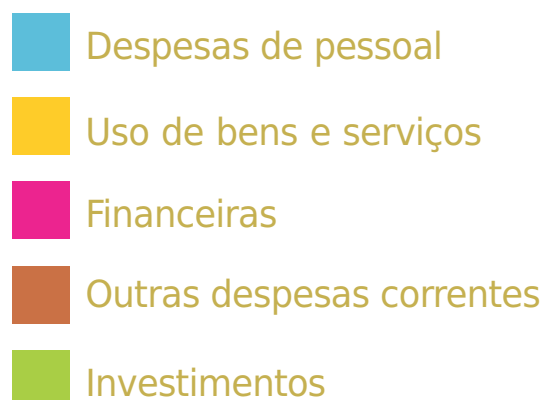 Despesas de pessoal
Uso de bens e serviços
Financeiras
Outras despesas correntes
Investimentos